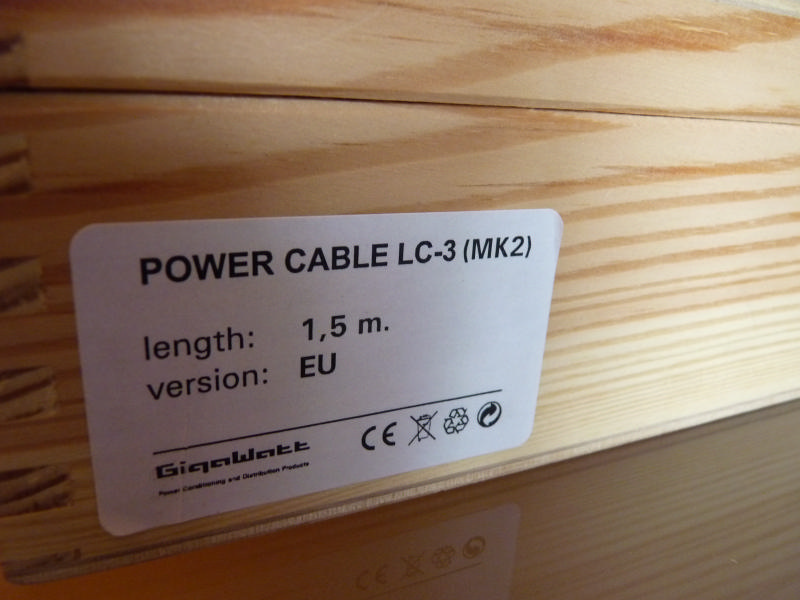 POWER CABLE LC-3 (MK2)
length: 1,5 m.
version: EU
GigaWatt
Power Conditioning and Distribution Products
CE